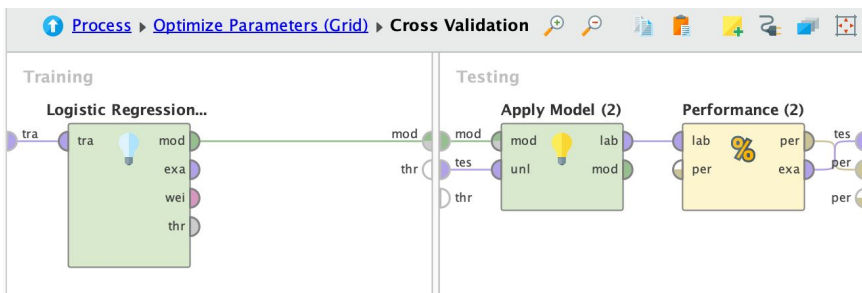 Process ▸ Optimize Parameters (Grid) ▸ Cross Validation
Training
Testing
Logistic Regression...
Apply Model (2)
Performance (2)
tra
tra
mod
exa
wei
thr
mod
thr
mod
tes
thr
mod
unl
lab
mod
lab
per
per
exa
tes
per
per